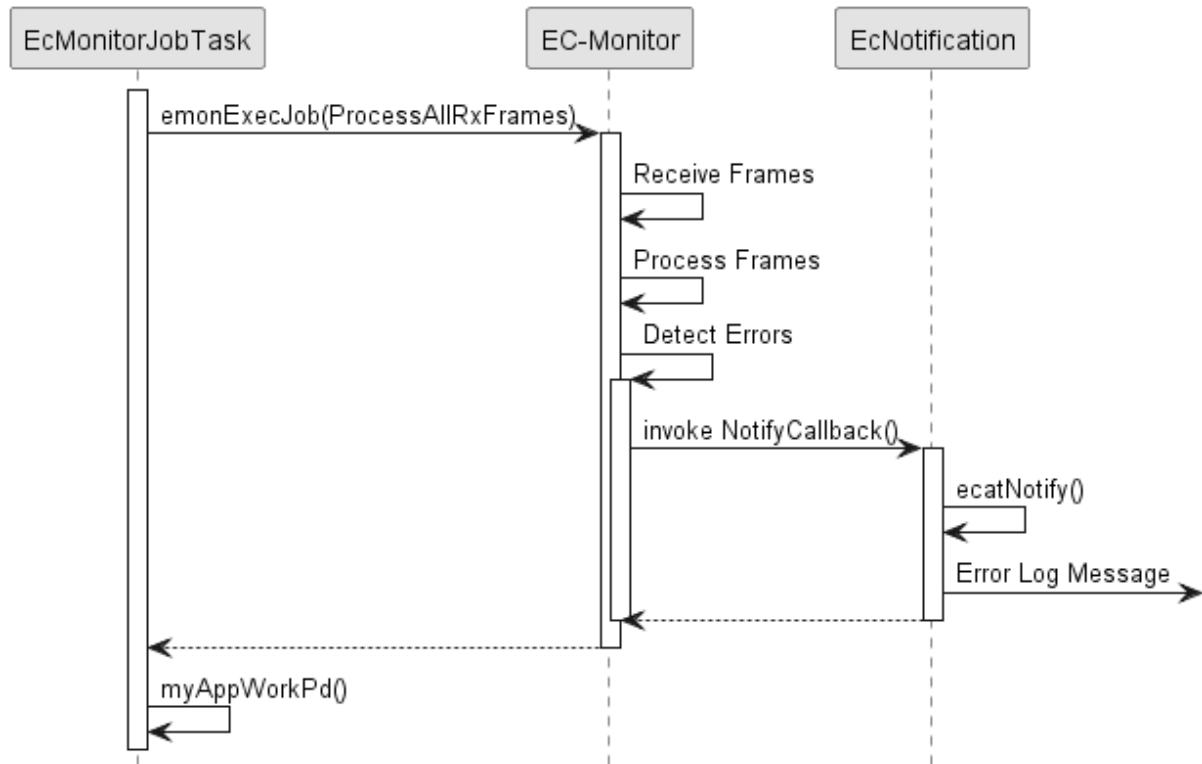 EcMonitorJobTask
EC-Monitor
EcNotification
emonExecJob(ProcessAllRxFrames)
Receive Frames
Process Frames
Detect Errors
invoke NotifyCallback()
ecatNotify()
Error Log Message
myAppWorkPd()